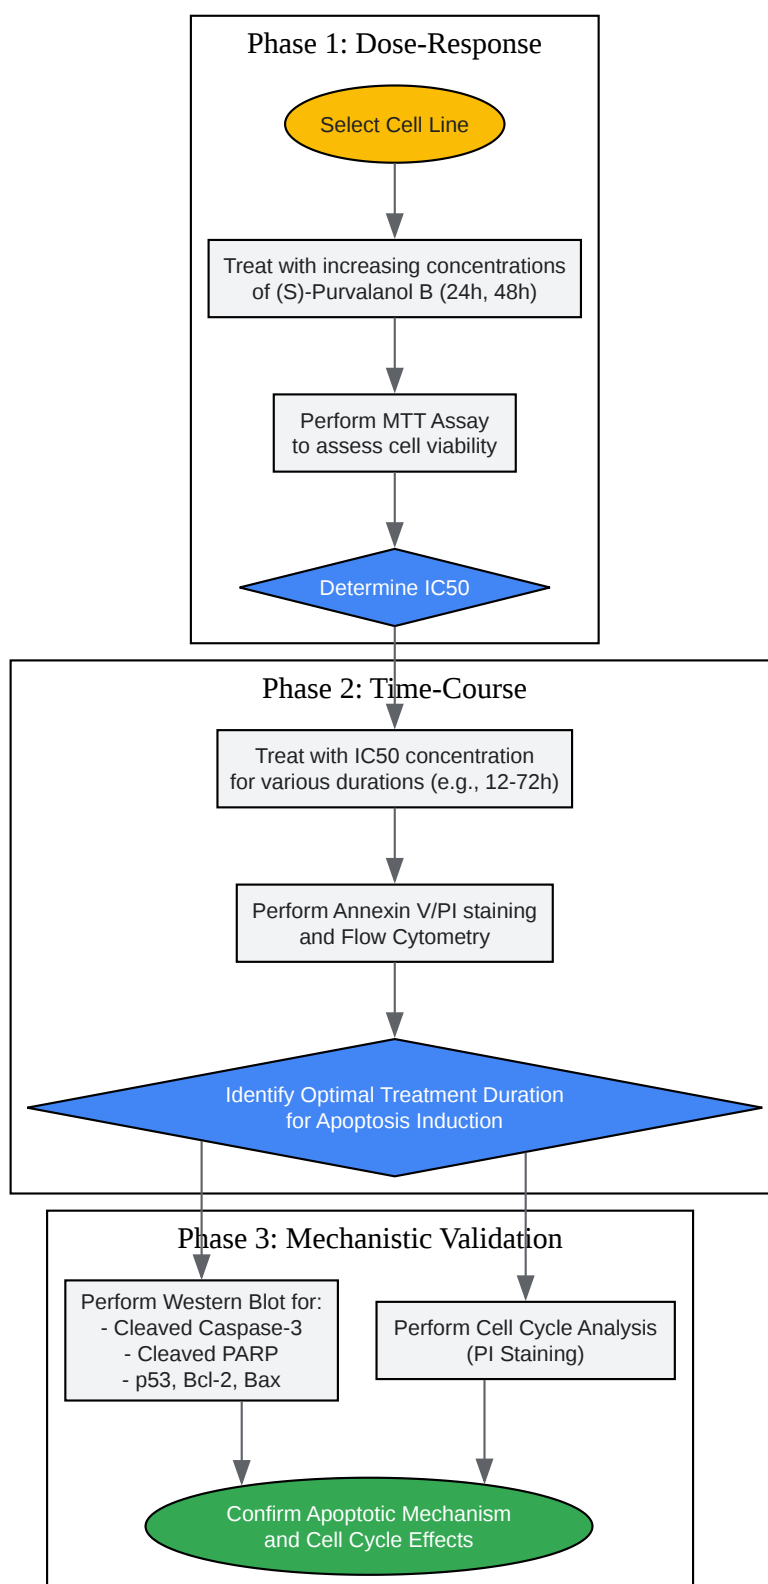 Phase 1: Dose-Response
Select Cell Line
Treat with increasing concentrations
of (S)-Purvalanol B (24h, 48h)
Perform MTT Assay
to assess cell viability
Determine IC50
Phase 2: Time-Course
Treat with IC50 concentration
for various durations (e.g., 12-72h)
Perform Annexin V/PI staining
and Flow Cytometry
Identify Optimal Treatment Duration
for Apoptosis Induction
Phase 3: Mechanistic Validation
Perform Western Blot for:
- Cleaved Caspase-3
- Cleaved PARP
- p53, Bcl-2, Bax
Perform Cell Cycle Analysis
(PI Staining)
Confirm Apoptotic Mechanism
and Cell Cycle Effects